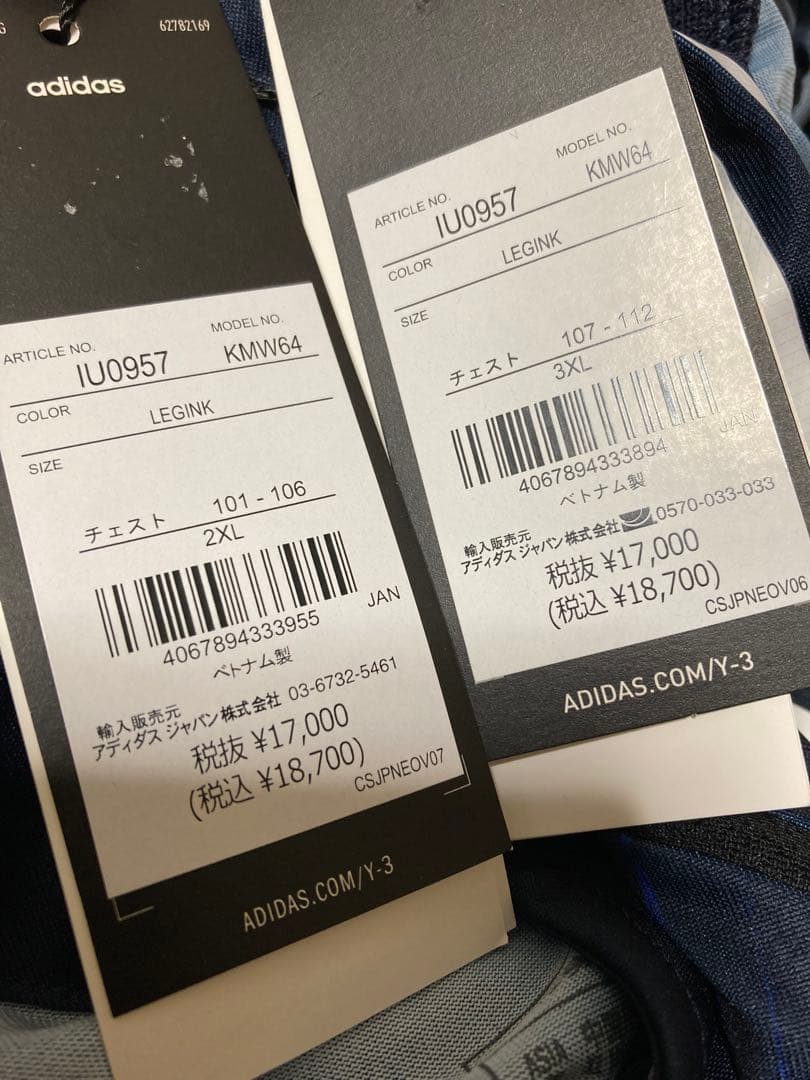 62782169
adidas
ARTICLE NO.
MODEL NO.
IU0957
KMW64
COLOR
LEGINK
SIZE
チェスト 101 - 106
2XL
JAN
4067894333955
ベトナム製
輸入販売元
アディダス ジャパン株式会社 03-6732-5461
税抜 ¥17,000
(税込 ¥18,700)
CSJPNEOV07
ADIDAS.COM/Y-3
ARTICLE NO.
MODEL NO.
IU0957
KMW64
COLOR
LEGINK
SIZE
チェスト 107 - 112
3XL
JAN
4067894333894
ベトナム製
輸入販売元
アディダス ジャパン株式会社 0570-033-033
税抜 ¥17,000
(税込 ¥18,700)
CSJPNEOV06
ADIDAS.COM/Y-3
ASIA